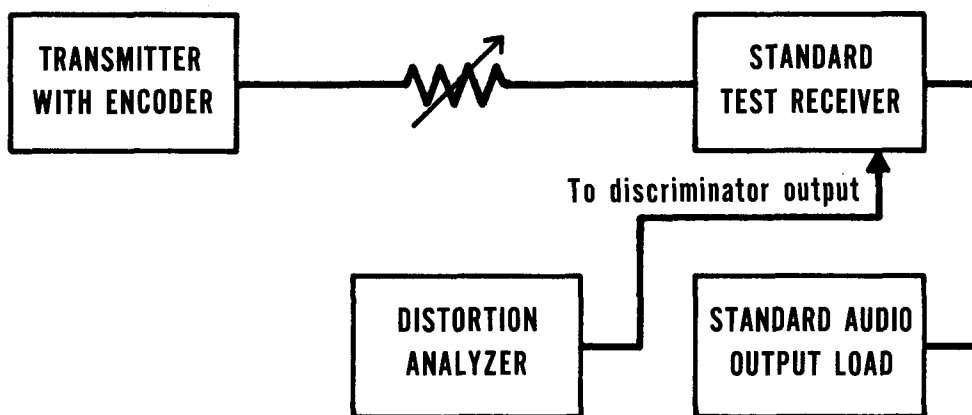 TRANSMITTER
WITH ENCODER
STANDARD
TEST RECEIVER
To discriminator output
DISTORTION
ANALYZER
STANDARD AUDIO
OUTPUT LOAD